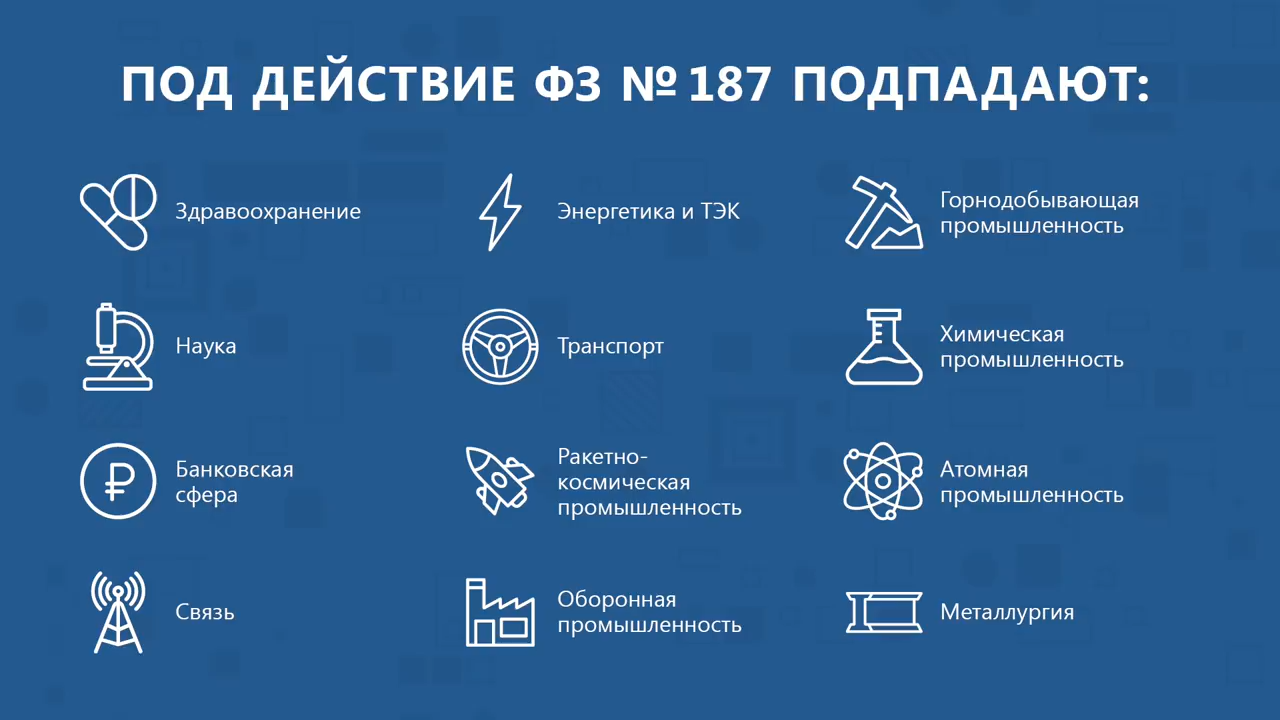 ПОД ДЕЙСТВИЕ ФЗ № 187 ПОДПАДАЮТ:
Здравоохранение
Энергетика и ТЭК
Горнодобывающая
промышленность
Наука
Транспорт
Химическая
промышленность
Банковская
сфера
Ракетно-
космическая
промышленность
Атомная
промышленность
Связь
Оборонная
промышленность
Металлургия